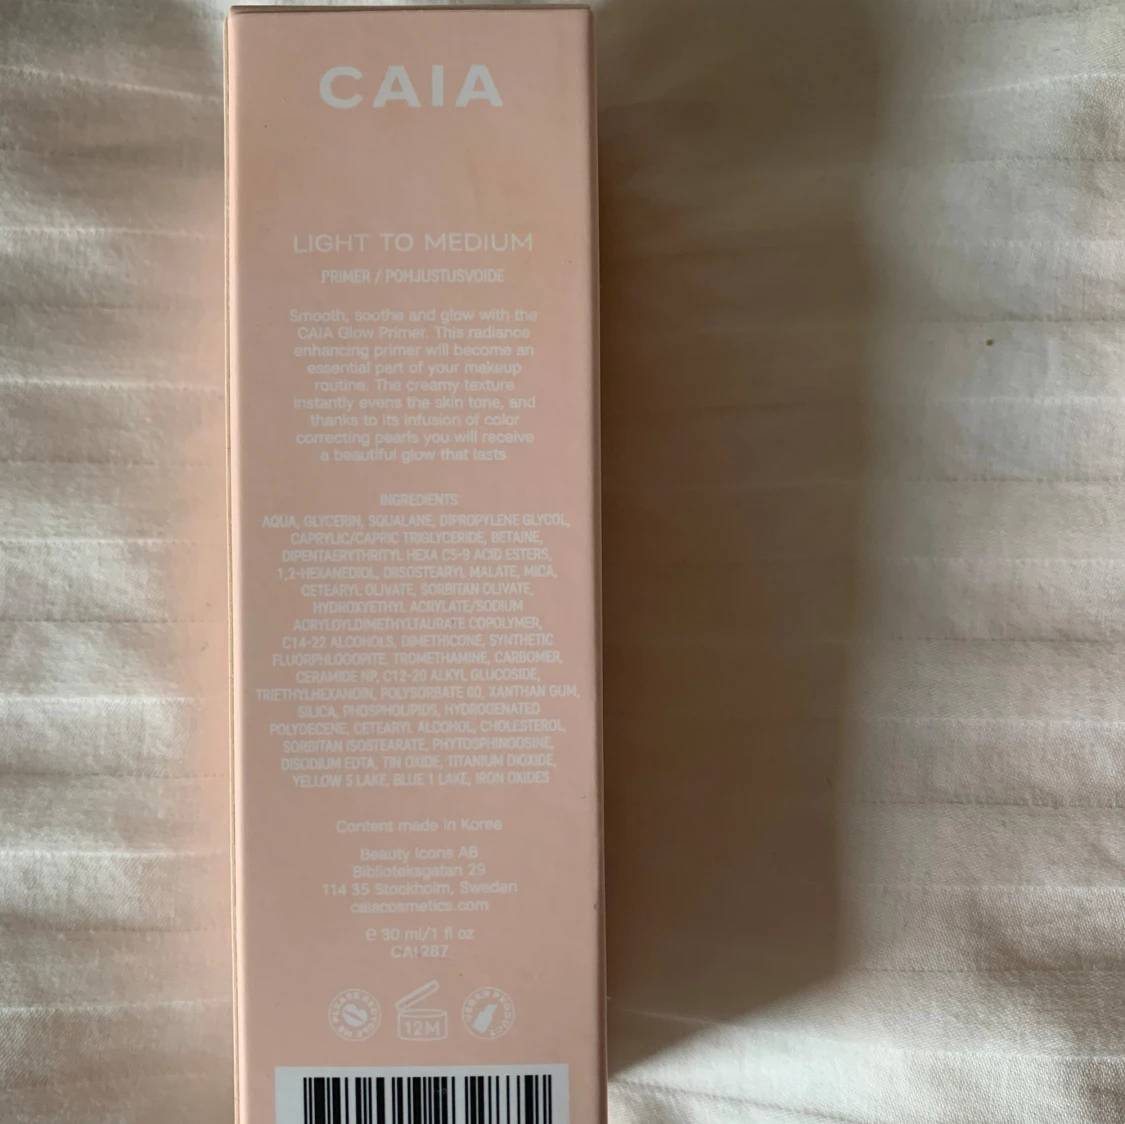 CAIA
LIGHT TO MEDIUM
PRIMER / POHJUSTUSVOIDE
Smooth, soothe and glow with the
CAIA Glow Primer. This radiance
enhancing primer will become an
essential part of your makeup
routine. The creamy texture
instantly evens the skin tone, and
thanks to its infusion of color
correcting pearls you will receive
a beautiful glow that lasts.
INGREDIENTS
AQUA, GLYCERIN, SQUALANE, DIPROPYLENE GLYCOL,
CAPRYLIC/CAPRIC TRIGLYCERIDE, BETAINE,
DIPENTAERYTHRITYL HEXA C5-9 ACID ESTERS,
1,2-HEXANEDIOL, DIISOSTEARYL MALATE, MICA,
CETEARYL OLIVATE, SORBITAN OLIVATE,
HYDROXYETHYL ACRYLATE/SODIUM
ACRYLOYLDIMETHYLTAURATE COPOLYMER,
C14-22 ALCOHOLS, DIMETHICONE, SYNTHETIC
FLUORPHLOGOPITE, TROMETHAMINE, CARBOMER,
CERAMIDE NP, C12-20 ALKYL GLUCOSIDE,
TRIETHYLHEXANOIN, POLYSORBATE 60, XANTHAN GUM,
SILICA, PHOSPHOLIPIDS, HYDROGENATED
POLYDECENE, CETEARYL ALCOHOL, CHOLESTEROL,
SORBITAN ISOSTEARATE, PHYTOSPHINGOSINE,
DISODIUM EDTA, TIN OXIDE, TITANIUM DIOXIDE,
YELLOW 5 LAKE, BLUE 1 LAKE, IRON OXIDES
Content made in Korea
Beauty Icons AB
Biblioteksgatan 29
114 35 Stockholm, Sweden
caiacosmetics.com
e 30 ml/1 fl oz
CAI287
12M